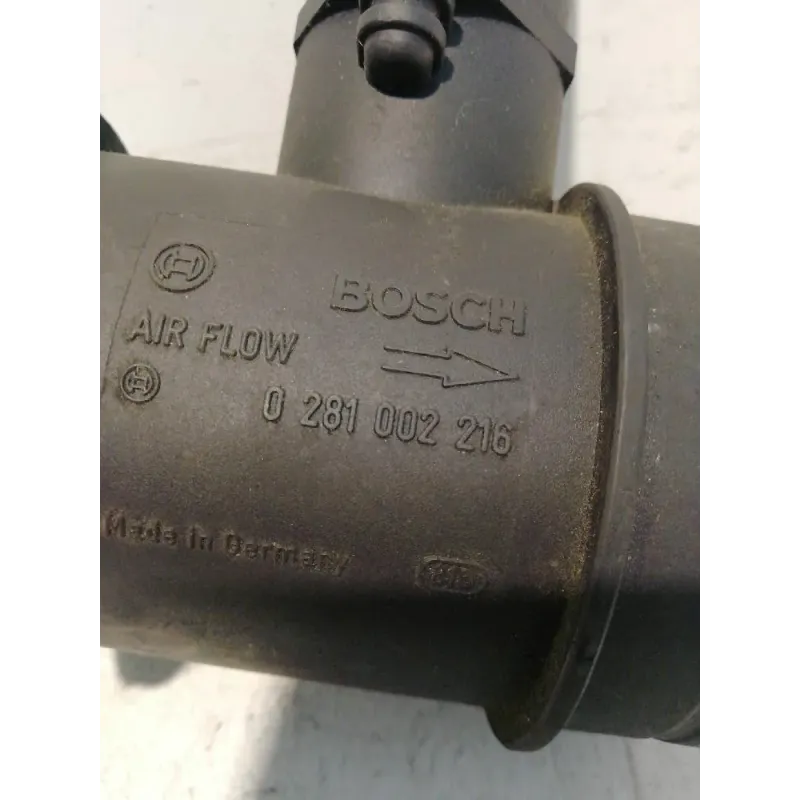 BOSCH
AIR FLOW
0 281 002 216
Made in Germany